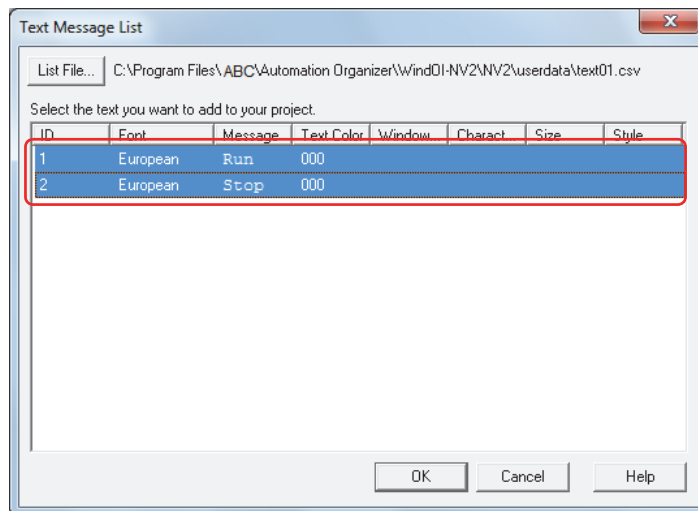 Text Message List
List File... C:\Program Files\ABC\Automation Organizer\WindOI-NV2\NV2\userdata\text01.csv
Select the text you want to add to your project.
ID Font Message Text Color Window... Charact... Size Style
1 European Run 000
2 European Stop 000
OK Cancel Help